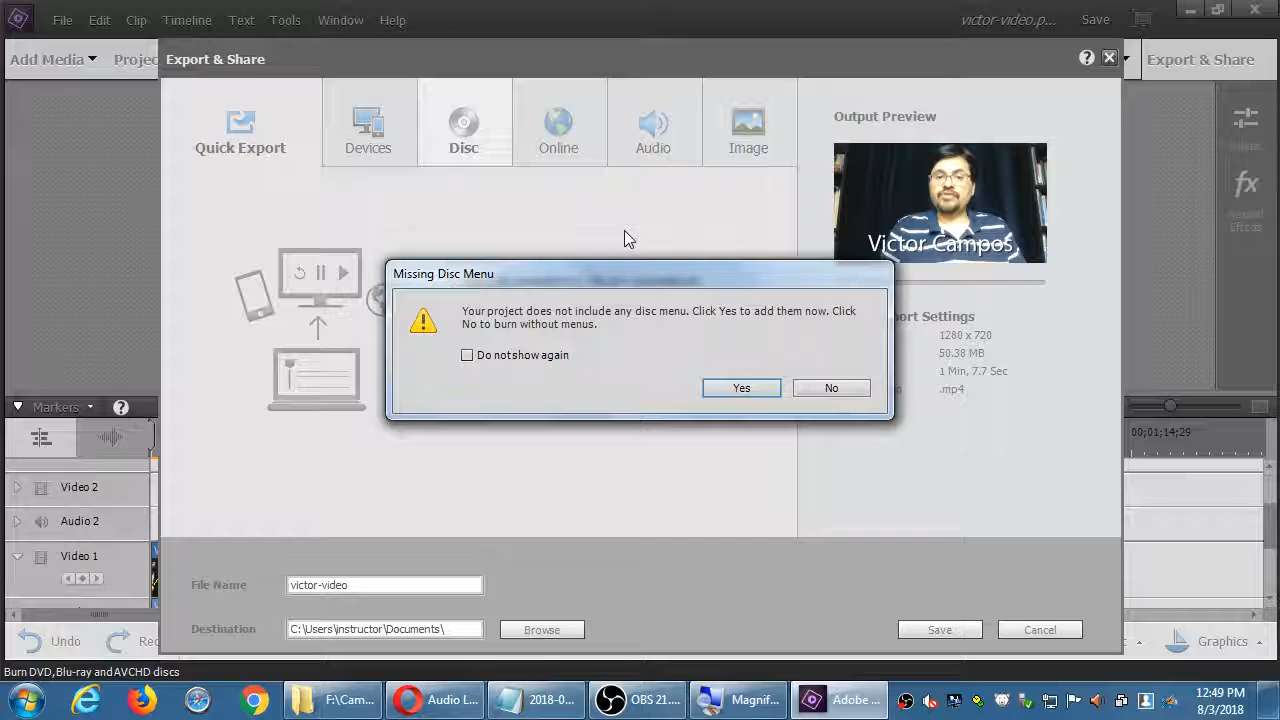 File Edit Clip Timeline Text Tools Window Help victor-video.p... Save
Add Media Projec Export & Share
Export & Share
Quick Export Devices Disc Online Audio Image
Output Preview
Victor Campos
Missing Disc Menu
Your project does not include any disc menu. Click Yes to add them now. Click
No to burn without menus.
Do not show again
Yes No
ort Settings
1280 x 720
50.38 MB
1 Min, 7.7 Sec
.mp4
fx
Markers
00;01;14;29
Video 2
Audio 2
Video 1
File Name victor-video
Destination C:\Users\instructor\Documents\ Browse Save Cancel
Undo Rec Graphics
Burn DVD,Blu-ray and AVCHD discs
F:\Cam... Audio L... 2018-0... OBS 21.... Magnif... Adobe ...
12:49 PM
8/3/2018